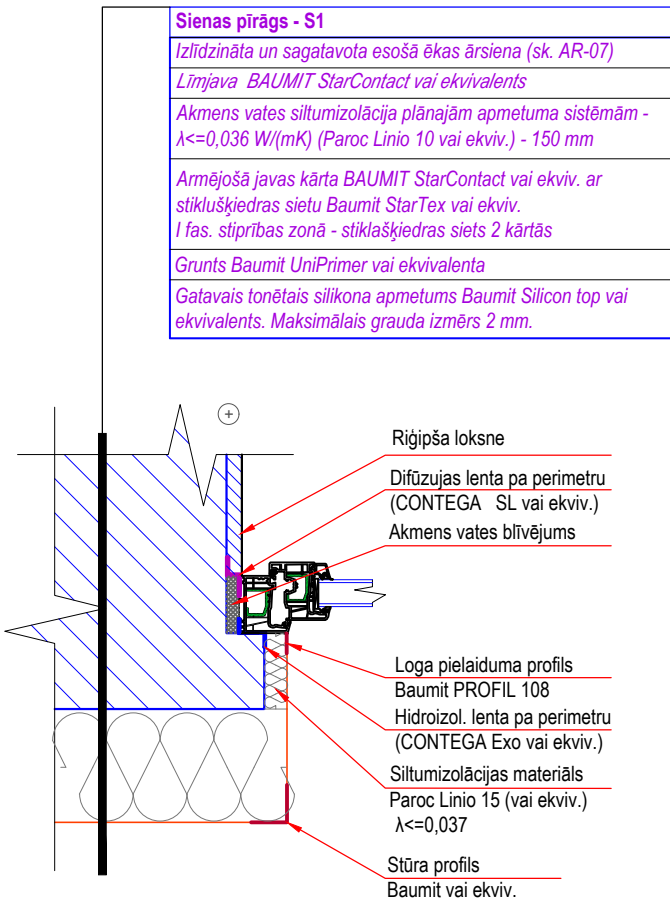 Sienas pīrāgs - S1
Izlīdzināta un sagatavota esošā ēkas ārsiena (sk. AR-07)
Līmjava BAUMIT StarContact vai ekvivalents
Akmens vates siltumizolācija plānajām apmetuma sistēmām -
λ<=0,036 W/(mK) (Paroc Linio 10 vai ekviv.) - 150 mm
Armējošā javas kārta BAUMIT StarContact vai ekviv. ar
stiklušķiedras sietu Baumit StarTex vai ekviv.
I fas. stiprības zonā - stiklašķiedras siets 2 kārtās
Grunts Baumit UniPrimer vai ekvivalenta
Gatavais tonētais silikona apmetums Baumit Silicon top vai
ekvivalents. Maksimālais grauda izmērs 2 mm.
Riģipša loksne
Difūzujas lenta pa perimetru
(CONTEGA SL vai ekviv.)
Akmens vates blīvējums
Loga pielaiduma profils
Baumit PROFIL 108
Hidroizol. lenta pa perimetru
(CONTEGA Exo vai ekviv.)
Siltumizolācijas materiāls
Paroc Linio 15 (vai ekviv.)
λ<=0,037
Stūra profils
Baumit vai ekviv.